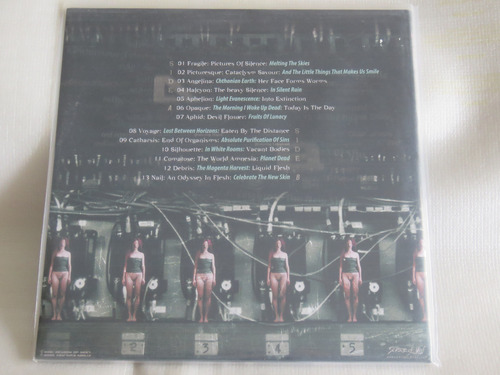 01 Fragile: Pictures Of Silence: Melting The Skies
02 Picturesque: Cataclysm Savour: And The Little Things That Makes Us Smile
03 Angelina: Chthonian Earth: Her Face Forms Worms
04 Halcyon: The heavy Silence: In Silent Rain
05 Aphelion: Light Evanescence: Into Extinction
06 Opaque: The Morning I Woke Up Dead: Today Is The Day
07 Aphid: Devil Flower: Fruits Of Lunacy
08 Voyage: Lost Between Horizons: Eaten By The Distance
09 Catharsis: End Of Organisms: Absolute Purification Of Sins
10 Silhouette: In White Rooms: Vacant Bodies
11 Comatose: The World Amnesia: Planet Dead
12 Debris: The Magenta Harvest: Liquid Flesh
13 Nail: An Odyssey In Flesh: Celebrate The New Skin
2 3 4 5